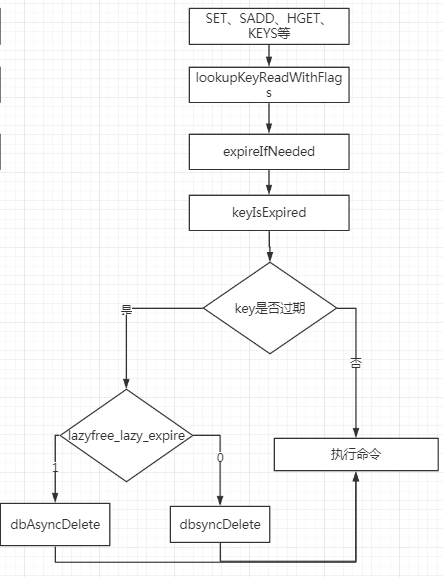 SET、SADD、HGET、
KEYS等
lookupKeyReadWithFlag
s
expireIfNeeded
keyIsExpired
key是否过期
是
否
lazyfree_lazy_expire
执行命令
1
0
dbAsyncDelete
dbsyncDelete